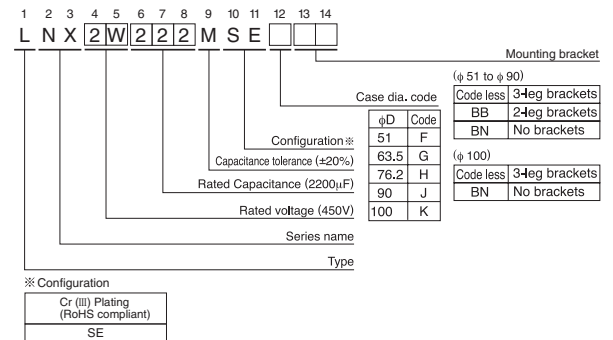 1 2 3 4 5 6 7 8 9 10 11 12 13 14
L N X 2 W 2 2 2 M S E
Mounting bracket
(φ 51 to φ 90)
Code less 3-leg brackets
BB 2-leg brackets
BN No brackets
(φ 100)
Code less 3-leg brackets
BN No brackets
Case dia. code
φD Code
51 F
63.5 G
76.2 H
90 J
100 K
Configuration※
Capacitance tolerance (±20%)
Rated Capacitance (2200μF)
Rated voltage (450V)
Series name
Type
※Configuration
Cr (III) Plating
(RoHS compliant)
SE